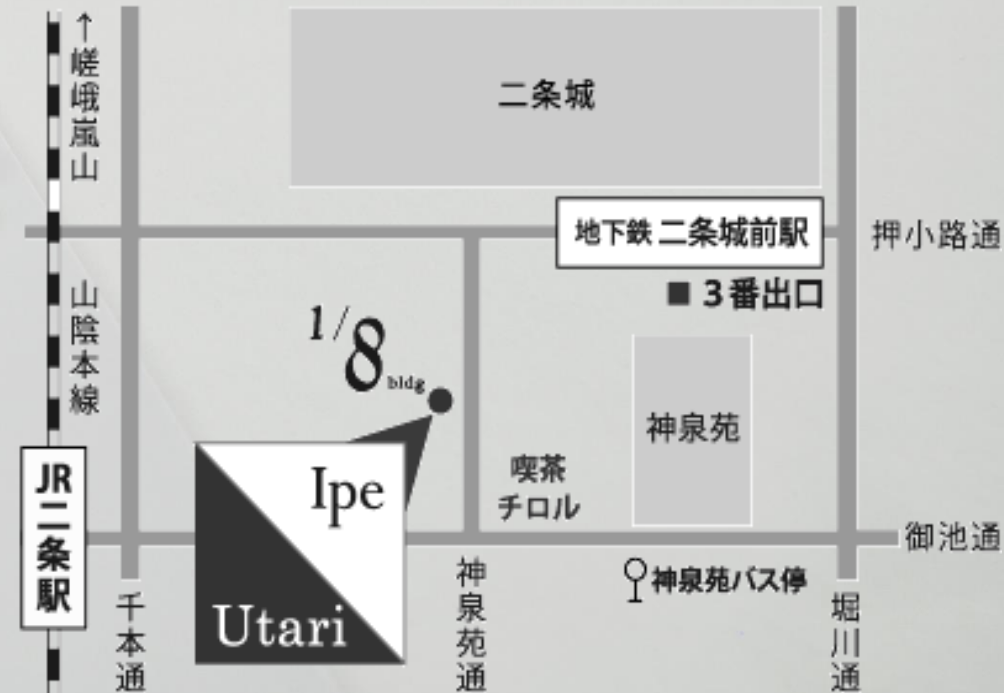 ↑嵯峨嵐山
二条城
地下鉄 二条城前駅
押小路通
■ 3番出口
山陰本線
1/8 bldg
神泉苑
喫茶
チロル
Ipe
Utari
JR二条駅
御池通
神泉苑バス停
千本通
神泉苑通
堀川通